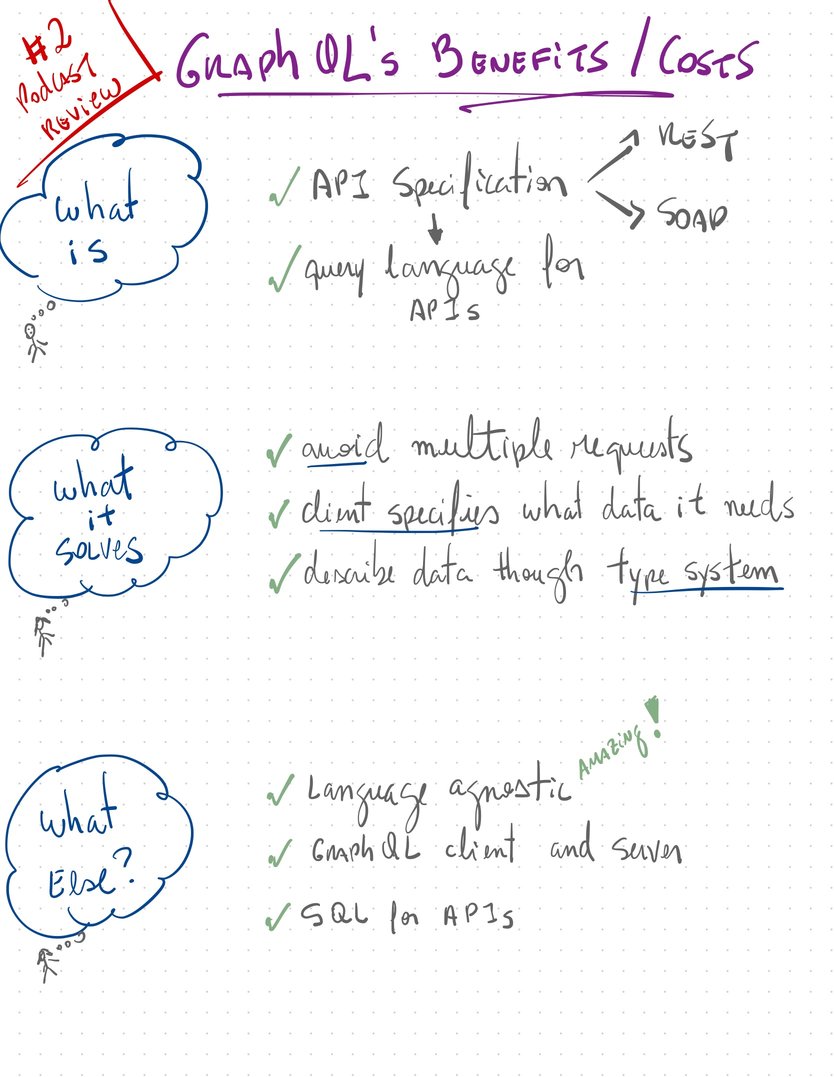 #2
Podcast
Review
GraphQL's Benefits / Costs
what
is
✓ API Specification
REST
SOAP
✓ query language for
APIs
what
it
solves
✓ avoid multiple requests
✓ client specifies what data it needs
✓ describe data though type system
what
Else?
Amazing!
✓ Language agnostic
✓ GraphQL client and server
✓ SQL for APIs